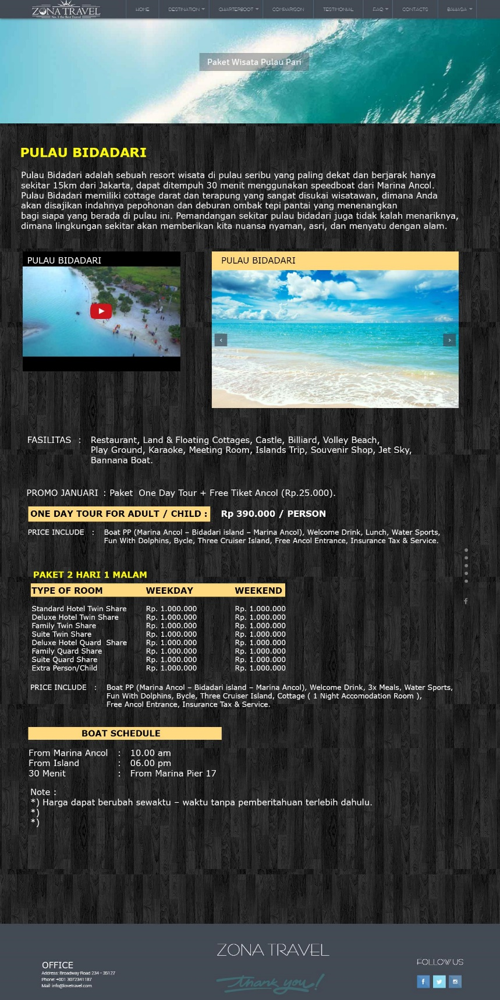 ZONA TRAVEL
No. 1 the Best Travel
HOME DESTINATION CHARTERBOOT COMPARISON TESTIMONIAL FAQ CONTACTS BAHASA
Paket Wisata Pulau Pari
PULAU BIDADARI
Pulau Bidadari adalah sebuah resort wisata di pulau seribu yang paling dekat dan berjarak hanya
sekitar 15km dari Jakarta, dapat ditempuh 30 menit menggunakan speedboat dari Marina Ancol.
Pulau Bidadari memiliki cottage darat dan terapung yang sangat disukai wisatawan, dimana Anda
akan disajikan indahnya pepohonan dan deburan ombak tepi pantai yang menenangkan
bagi siapa yang berada di pulau ini. Pemandangan sekitar pulau bidadari juga tidak kalah menariknya,
dimana lingkungan sekitar akan memberikan kita nuansa nyaman, asri, dan menyatu dengan alam.
PULAU BIDADARI
PULAU BIDADARI
FASILITAS : Restaurant, Land & Floating Cottages, Castle, Billiard, Volley Beach,
Play Ground, Karaoke, Meeting Room, Islands Trip, Souvenir Shop, Jet Sky,
Bannana Boat.
PROMO JANUARI : Paket One Day Tour + Free Tiket Ancol (Rp.25.000).
ONE DAY TOUR FOR ADULT / CHILD : Rp 390.000 / PERSON
PRICE INCLUDE : Boat PP (Marina Ancol – Bidadari island – Marina Ancol), Welcome Drink, Lunch, Water Sports,
Fun With Dolphins, Bycle, Three Cruiser Island, Free Ancol Entrance, Insurance Tax & Service.
PAKET 2 HARI 1 MALAM
TYPE OF ROOM WEEKDAY WEEKEND
Standard Hotel Twin Share Rp. 1.000.000 Rp. 1.000.000
Deluxe Hotel Twin Share Rp. 1.000.000 Rp. 1.000.000
Family Twin Share Rp. 1.000.000 Rp. 1.000.000
Suite Twin Share Rp. 1.000.000 Rp. 1.000.000
Deluxe Hotel Quard Share Rp. 1.000.000 Rp. 1.000.000
Family Quard Share Rp. 1.000.000 Rp. 1.000.000
Suite Quard Share Rp. 1.000.000 Rp. 1.000.000
Extra Person/Child Rp. 1.000.000 Rp. 1.000.000
PRICE INCLUDE : Boat PP (Marina Ancol – Bidadari island – Marina Ancol), Welcome Drink, 3x Meals, Water Sports,
Fun With Dolphins, Bycle, Three Cruiser Island, Cottage ( 1 Night Accomodation Room ),
Free Ancol Entrance, Insurance Tax & Service.
BOAT SCHEDULE
From Marina Ancol : 10.00 am
From Island : 06.00 pm
30 Menit : From Marina Pier 17
Note :
*) Harga dapat berubah sewaktu – waktu tanpa pemberitahuan terlebih dahulu.
*)
*)
ZONA TRAVEL
thank you!
OFFICE
Address: Broadway Road 234 - 35127
Phone: +001 3072341187
Mail: info@lovetravel.com
FOLLOW US